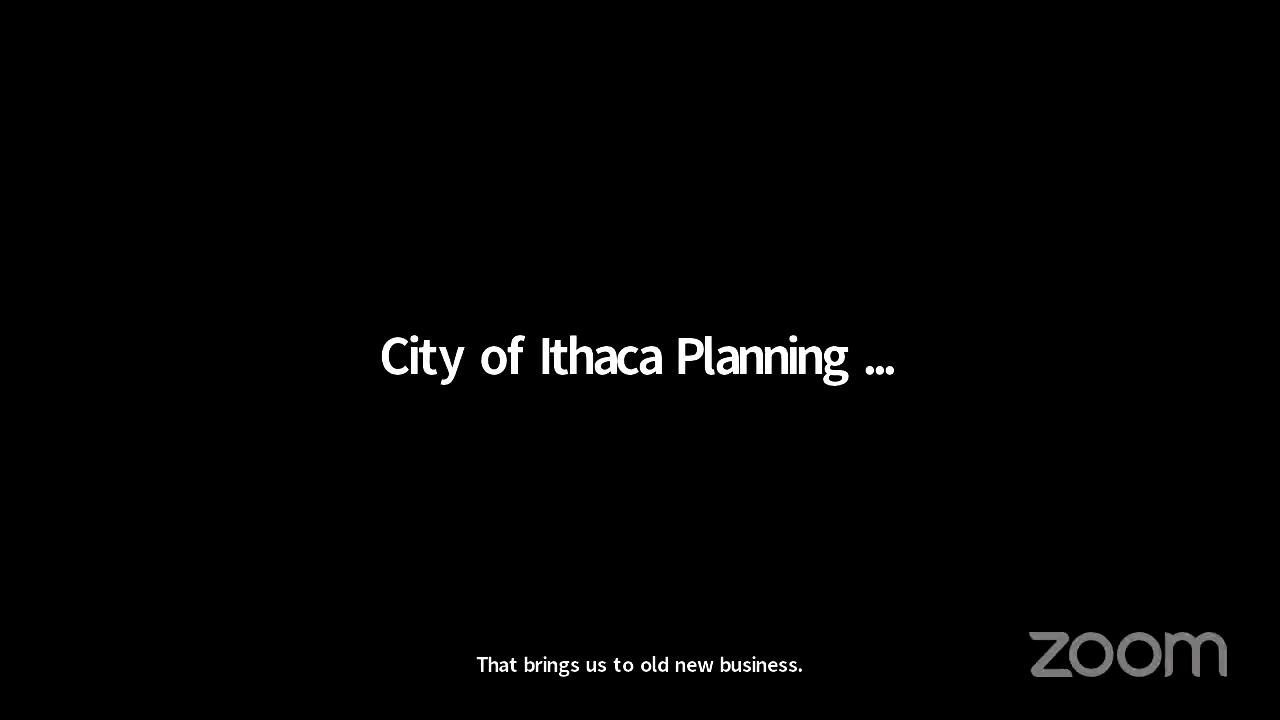 City of Ithaca Planning ...
That brings us to old new business.
zoom